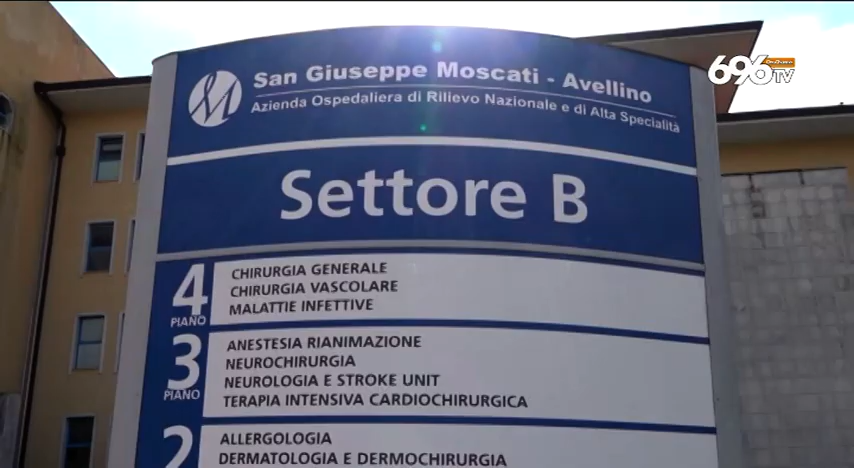 696
TV
San Giuseppe Moscati - Avellino
Azienda Ospedaliera di Rilievo Nazionale e di Alta Specialità
Settore B
4 PIANO
CHIRURGIA GENERALE
CHIRURGIA VASCOLARE
MALATTIE INFETTIVE
3 PIANO
ANESTESIA RIANIMAZIONE
NEUROCHIRURGIA
NEUROLOGIA E STROKE UNIT
TERAPIA INTENSIVA CARDIOCHIRURGICA
2
ALLERGOLOGIA
DERMATOLOGIA E DERMOCHIRURGIA